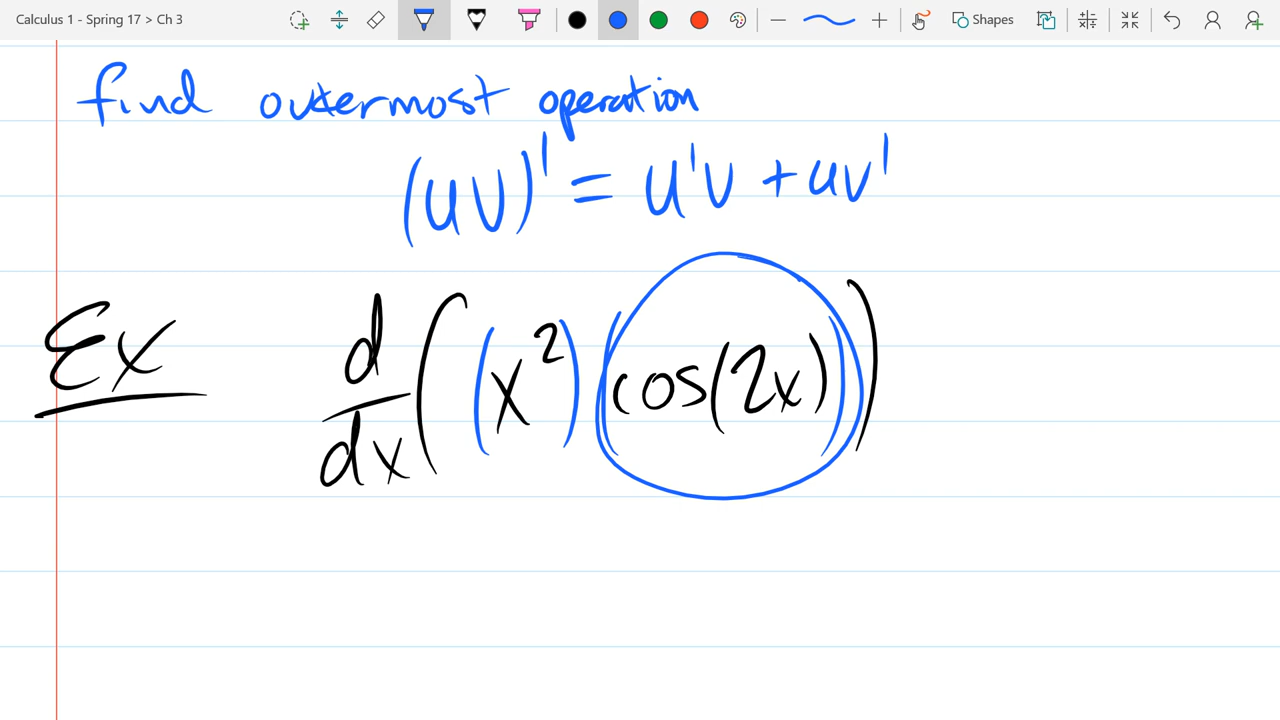 Calculus 1 - Spring 17 > Ch 3
Shapes
find outermost operation
(uv)' = u'v + uv'
Ex d/dx((x²)(cos(2x)))